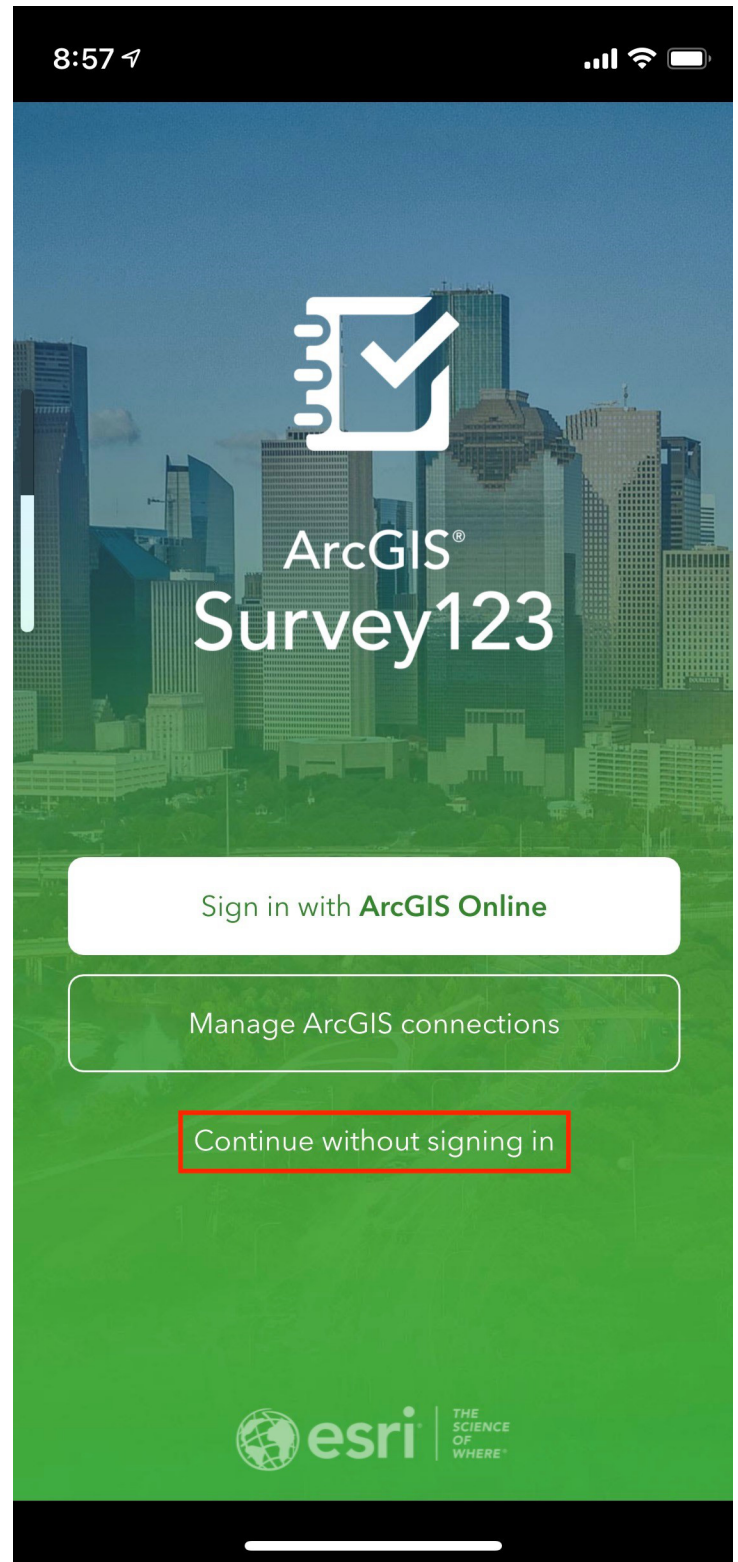 8:57
ArcGIS®
Survey123
Sign in with ArcGIS Online
Manage ArcGIS connections
Continue without signing in
esri
THE
SCIENCE
OF
WHERE®